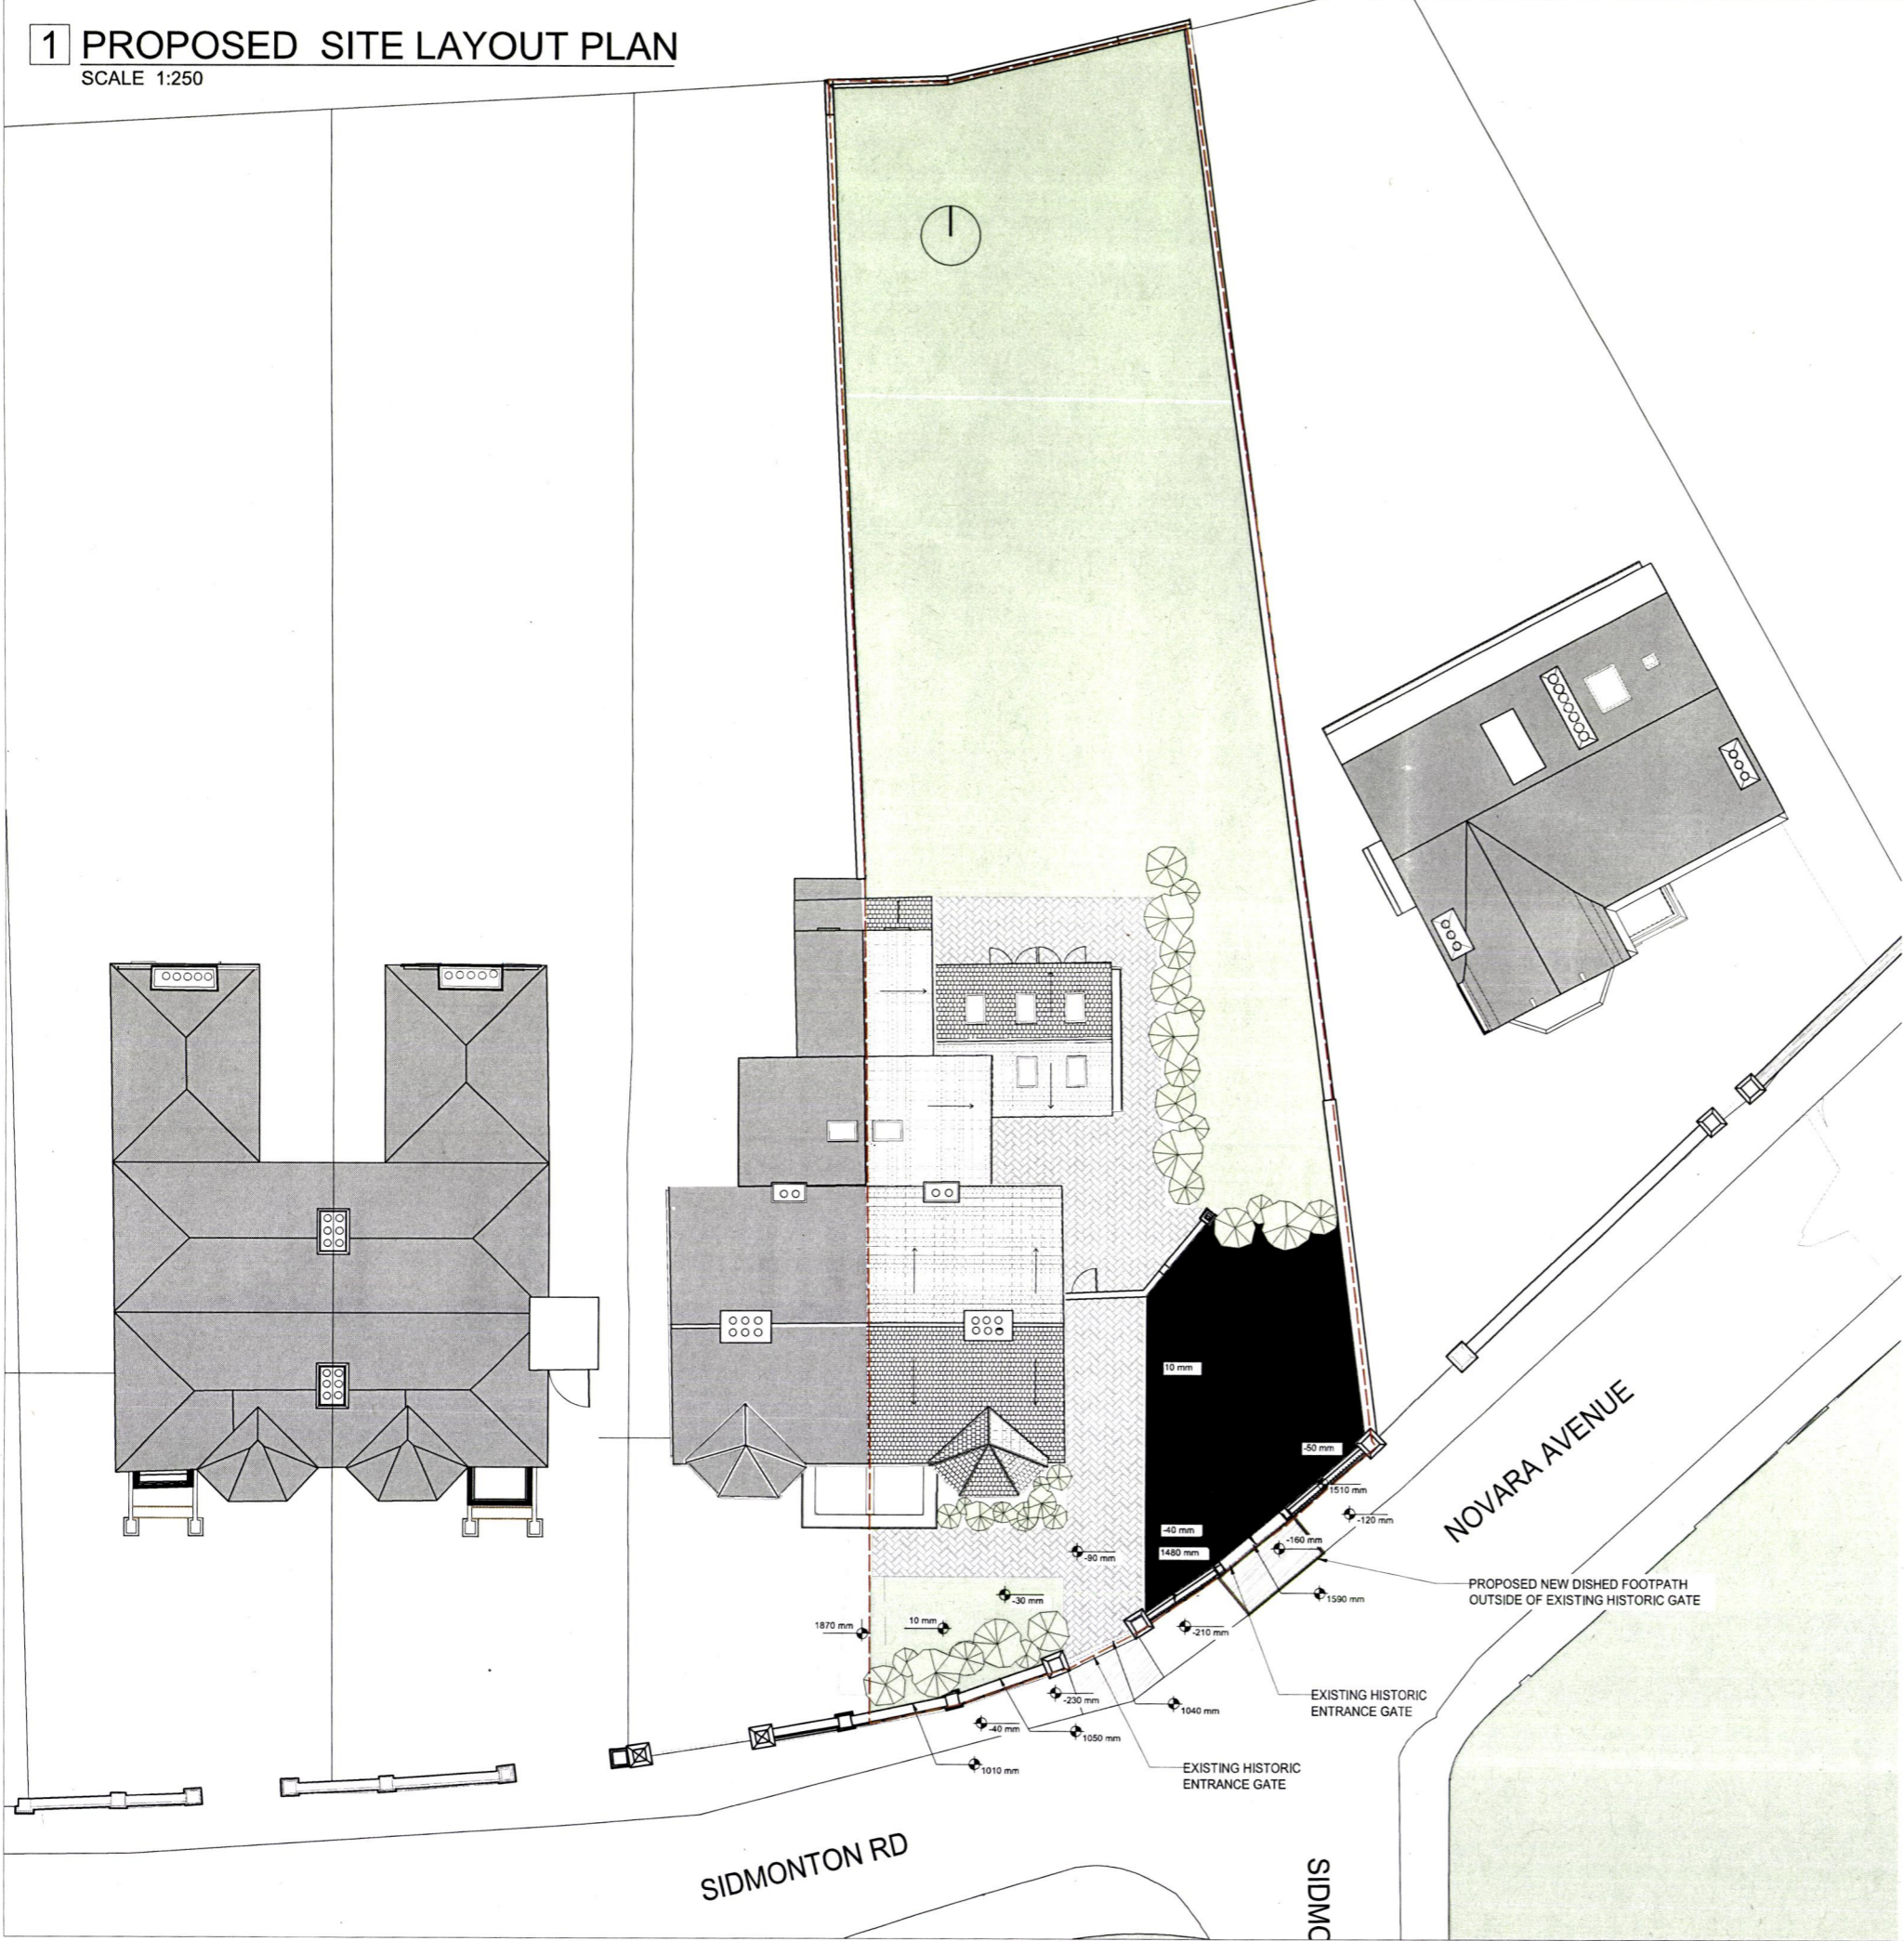 1 PROPOSED SITE LAYOUT PLAN
SCALE 1:250
10 mm
-50 mm
1510 mm
-120 mm
-40 mm
-160 mm
1480 mm
-90 mm
NOVARA AVENUE
PROPOSED NEW DISHED FOOTPATH
OUTSIDE OF EXISTING HISTORIC GATE
-30 mm
1590 mm
1870 mm
10 mm
-210 mm
-230 mm
EXISTING HISTORIC
ENTRANCE GATE
1040 mm
-40 mm
1050 mm
1010 mm
EXISTING HISTORIC
ENTRANCE GATE
SIDMONTON RD
SIDMO